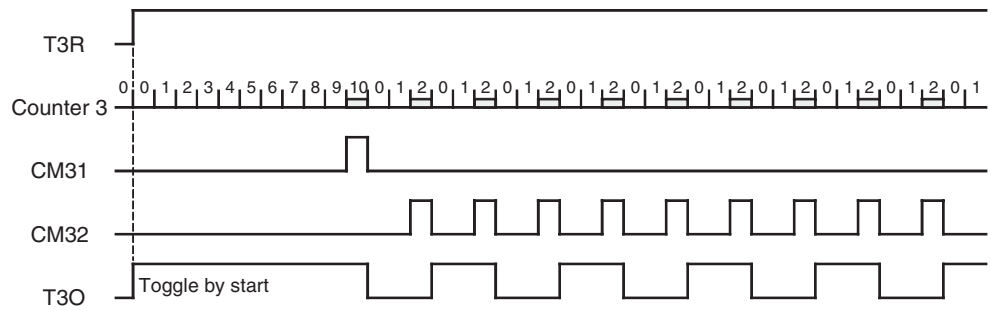 T3R
0 0 1 2 3 4 5 6 7 8 9 10 0 1 2 0 1 2 0 1 2 0 1 2 0 1 2 0 1 2 0 1 2 0 1 2 0 1 2 0 1
Counter 3
CM31
CM32
Toggle by start
T3O